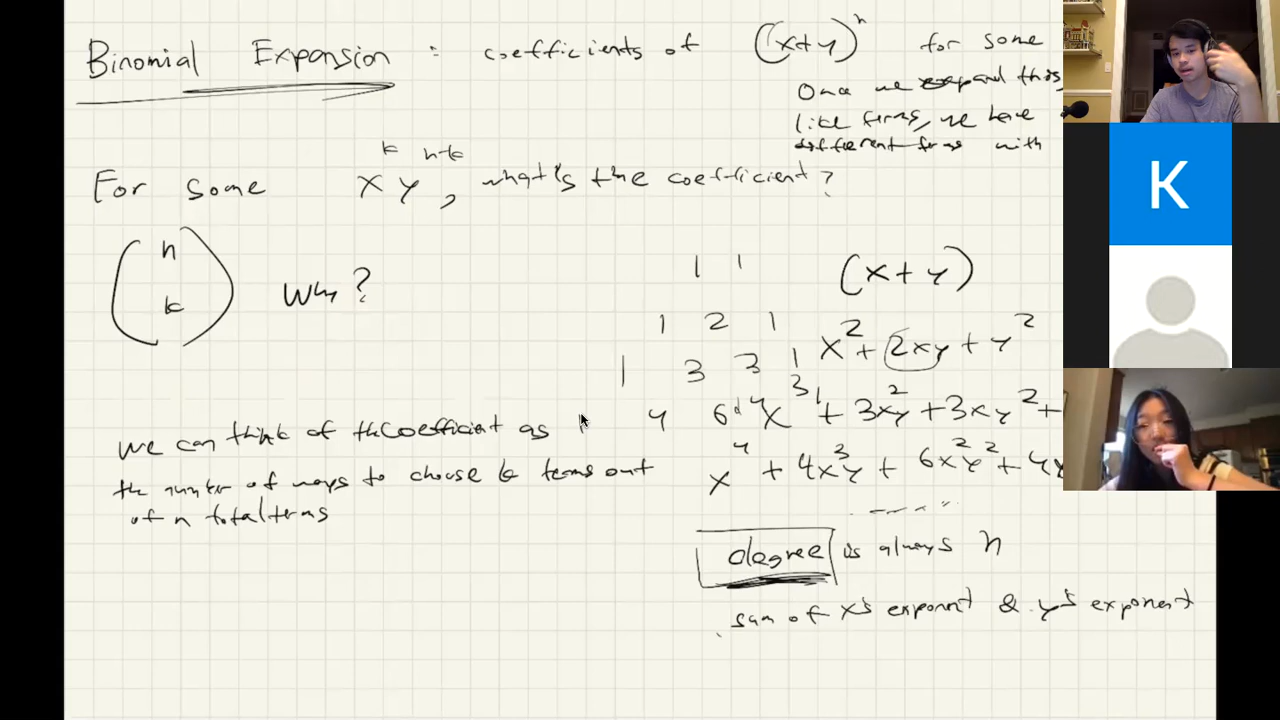 Binomial Expansion : coefficients of (x+y)^n for some
Once we expand this,
like terms, we have
different terms with
For some x^k y^n-k, what's the coefficient?
(n k) Why?
1 1 (x+y)
1 2 1 x^2 + 2xy + y^2
1 3 3 1
x^3 + 3x^2y + 3xy^2 +
1 4 6 4 1
x^4 + 4x^3y + 6x^2y^2 + 4x
We can think of the coefficient as
the number of ways to choose k terms out
of n total terms
degree is always n
sum of x's exponent & y's exponent
K